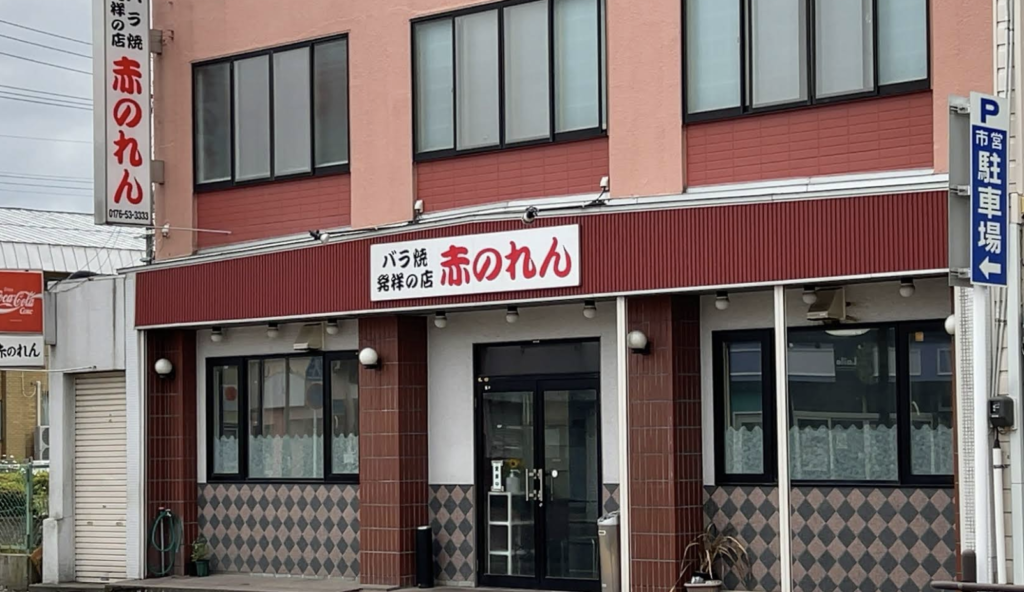 バラ焼
発祥の店
赤のれん
0176-53-3333
バラ焼
発祥の店
赤のれん
P
市営
駐車場
←
Coca-Cola
赤のれん